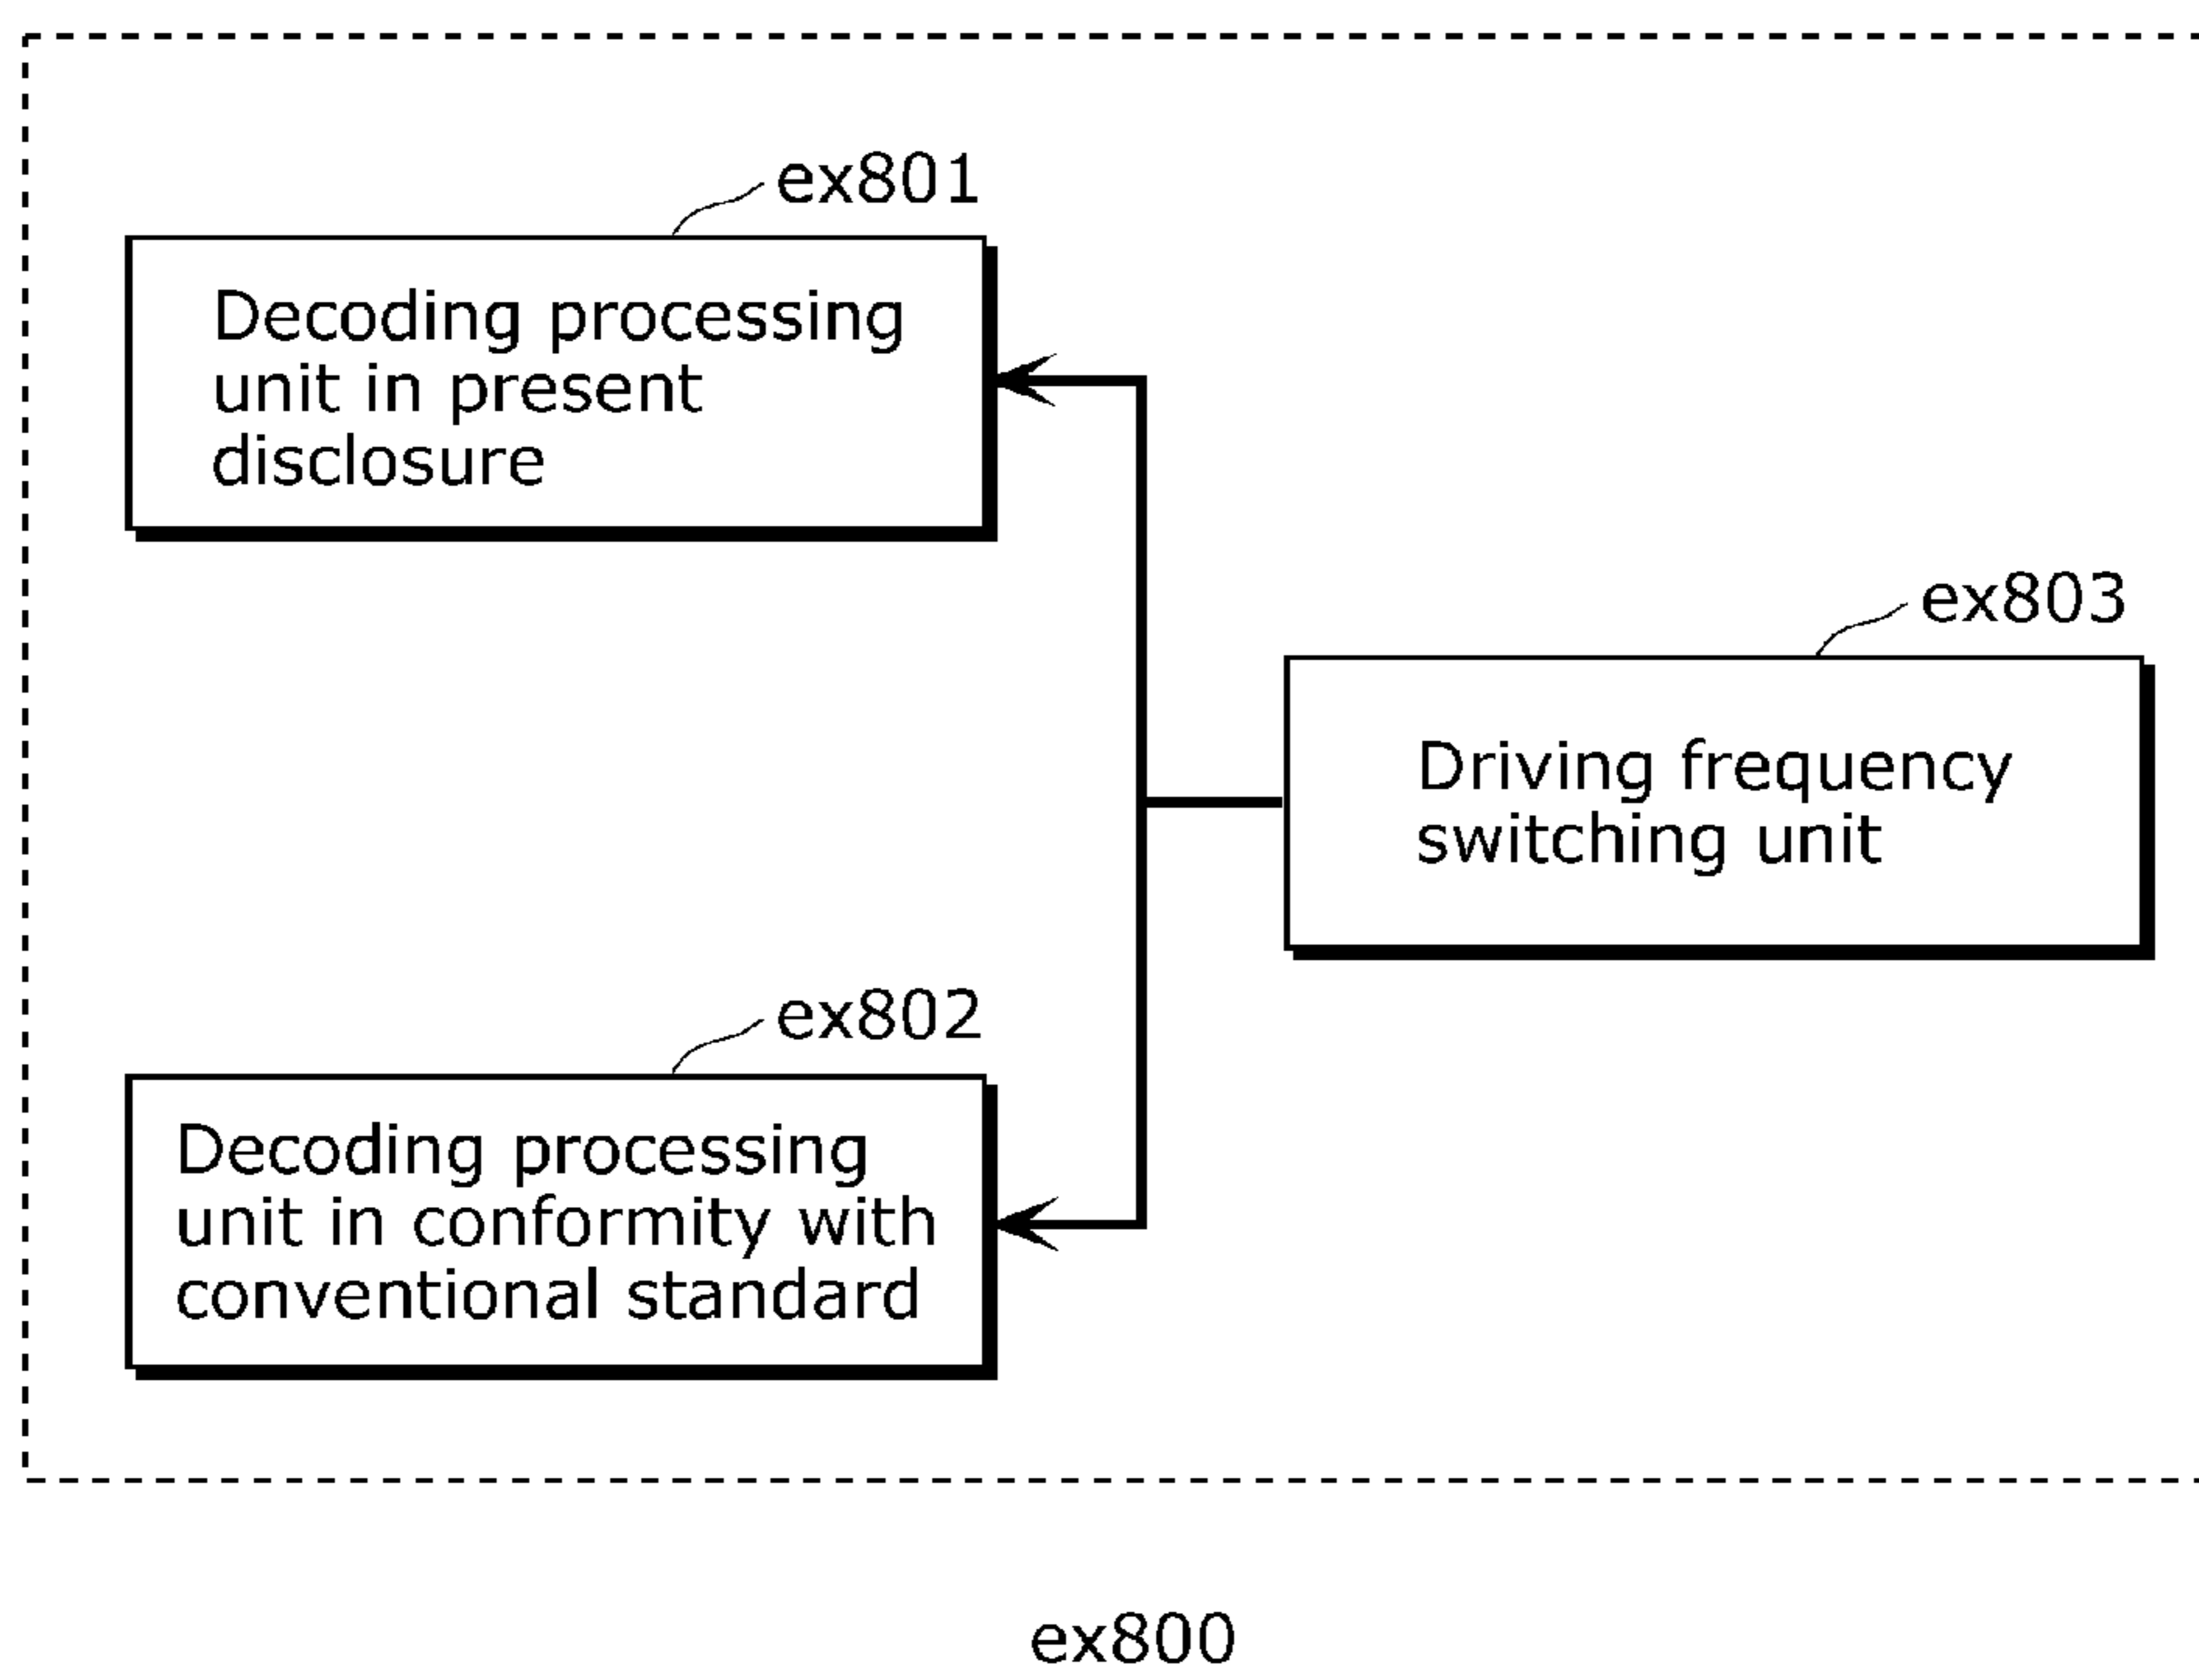 ex801
Decoding processing
unit in present
disclosure
ex803
Driving frequency
switching unit
ex802
Decoding processing
unit in conformity with
conventional standard
ex800